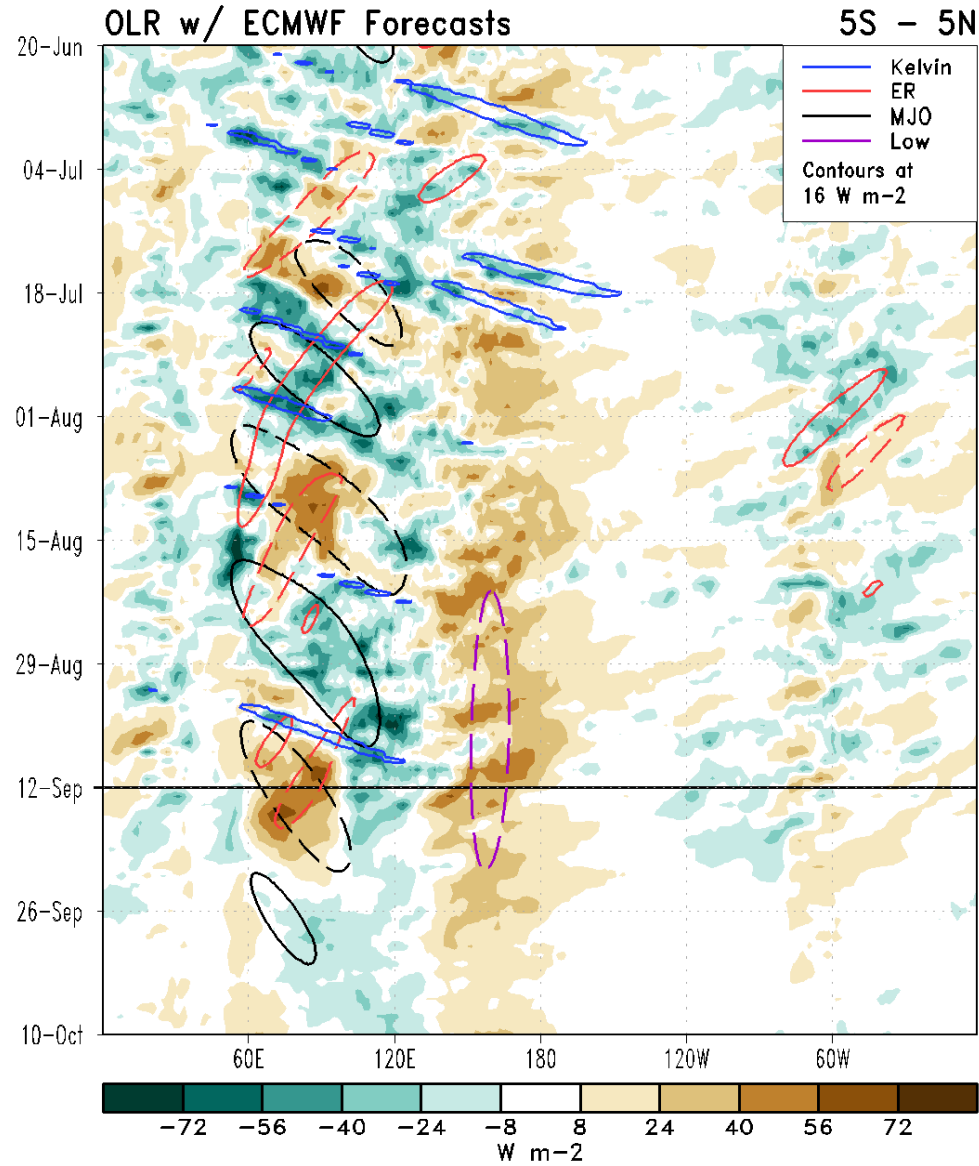 OLR w/ ECMWF Forecasts 5S - 5N
20-Jun
Kelvin
ER
MJO
Low
Contours at
16 W m-2
04-Jul
18-Jul
01-Aug
15-Aug
29-Aug
12-Sep
26-Sep
10-Oct
60E 120E 180 120W 60W
-72 -56 -40 -24 -8 8 24 40 56 72
W m-2